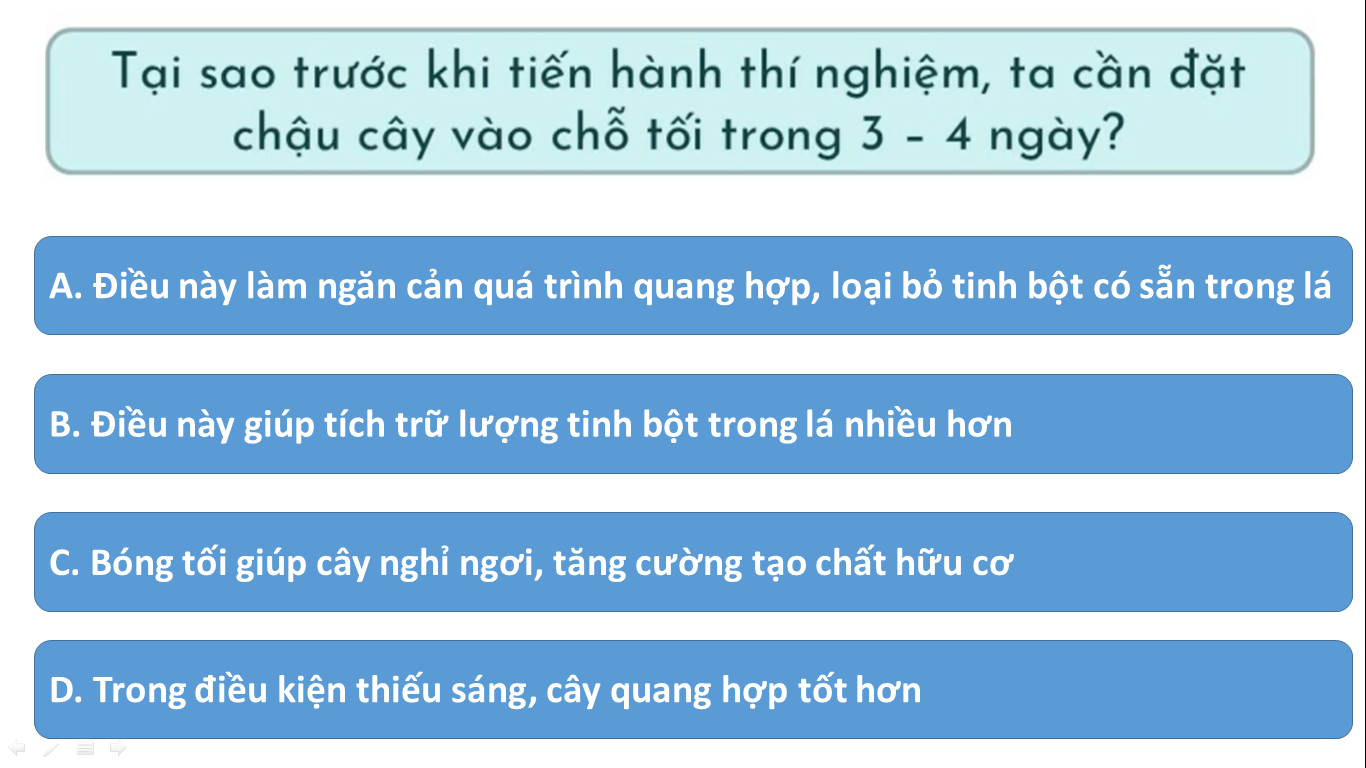 Tại sao trước khi tiến hành thí nghiệm, ta cần đặt
chậu cây vào chỗ tối trong 3 – 4 ngày?
A. Điều này làm ngăn cản quá trình quang hợp, loại bỏ tinh bột có sẵn trong lá
B. Điều này giúp tích trữ lượng tinh bột trong lá nhiều hơn
C. Bóng tối giúp cây nghỉ ngơi, tăng cường tạo chất hữu cơ
D. Trong điều kiện thiếu sáng, cây quang hợp tốt hơn